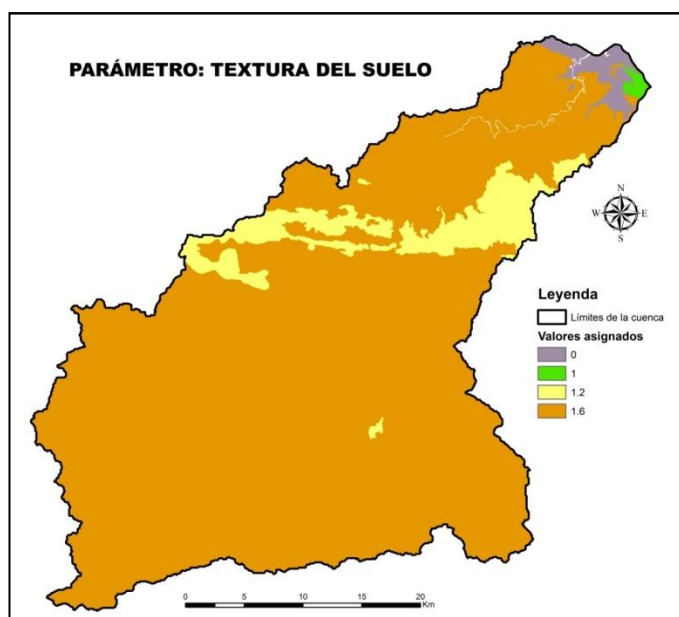 PARÁMETRO: TEXTURA DEL SUELO
N
W E
S
Leyenda
Límites de la cuenca
Valores asignados
0
1
1.2
1.6
0 5 10 15 20
Km